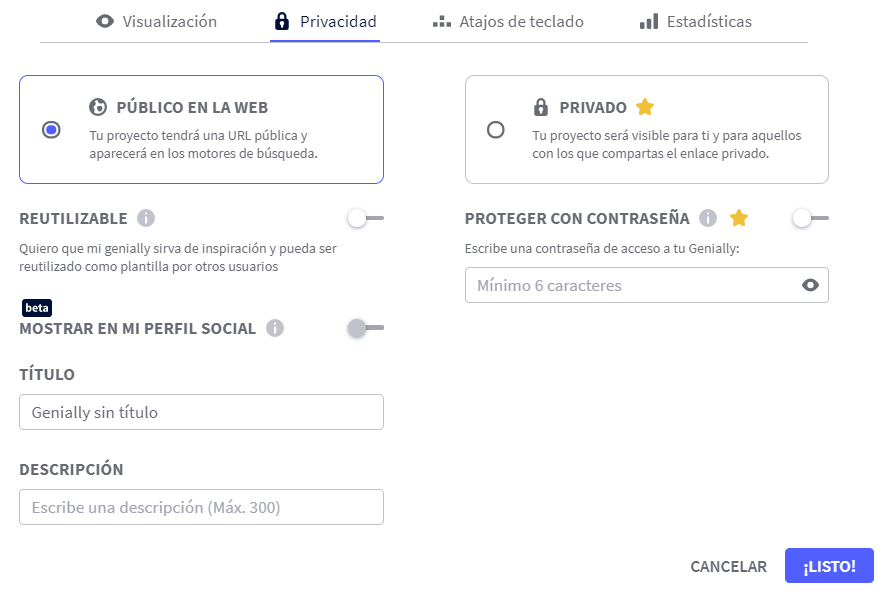 Visualización
Privacidad
Atajos de teclado
Estadísticas
PÚBLICO EN LA WEB
Tu proyecto tendrá una URL pública y
aparecerá en los motores de búsqueda.
PRIVADO
Tu proyecto será visible para ti y para aquellos
con los que compartas el enlace privado.
REUTILIZABLE
Quiero que mi genially sirva de inspiración y pueda ser
reutilizado como plantilla por otros usuarios
PROTEGER CON CONTRASEÑA
Escribe una contraseña de acceso a tu Genially:
Mínimo 6 caracteres
beta
MOSTRAR EN MI PERFIL SOCIAL
TÍTULO
Genially sin título
DESCRIPCIÓN
Escribe una descripción (Máx. 300)
CANCELAR
¡LISTO!